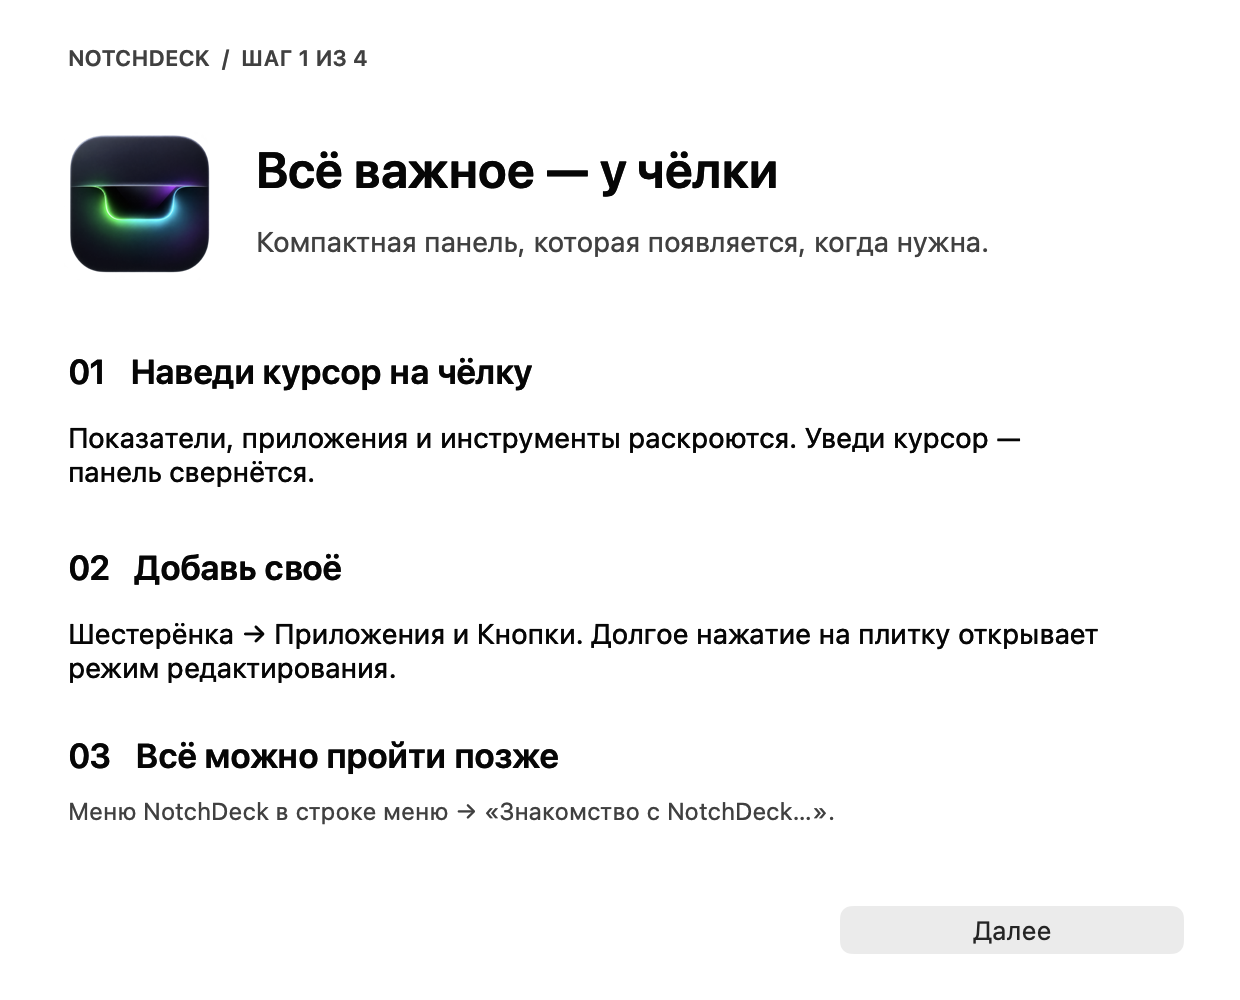 NOTCHDECK / ШАГ 1 ИЗ 4
Всё важное — у чёлки
Компактная панель, которая появляется, когда нужна.
01 Наведи курсор на чёлку
Показатели, приложения и инструменты раскроются. Уведи курсор —
панель свернётся.
02 Добавь своё
Шестерёнка → Приложения и Кнопки. Долгое нажатие на плитку открывает
режим редактирования.
03 Всё можно пройти позже
Меню NotchDeck в строке меню → «Знакомство с NotchDeck…».
Далее